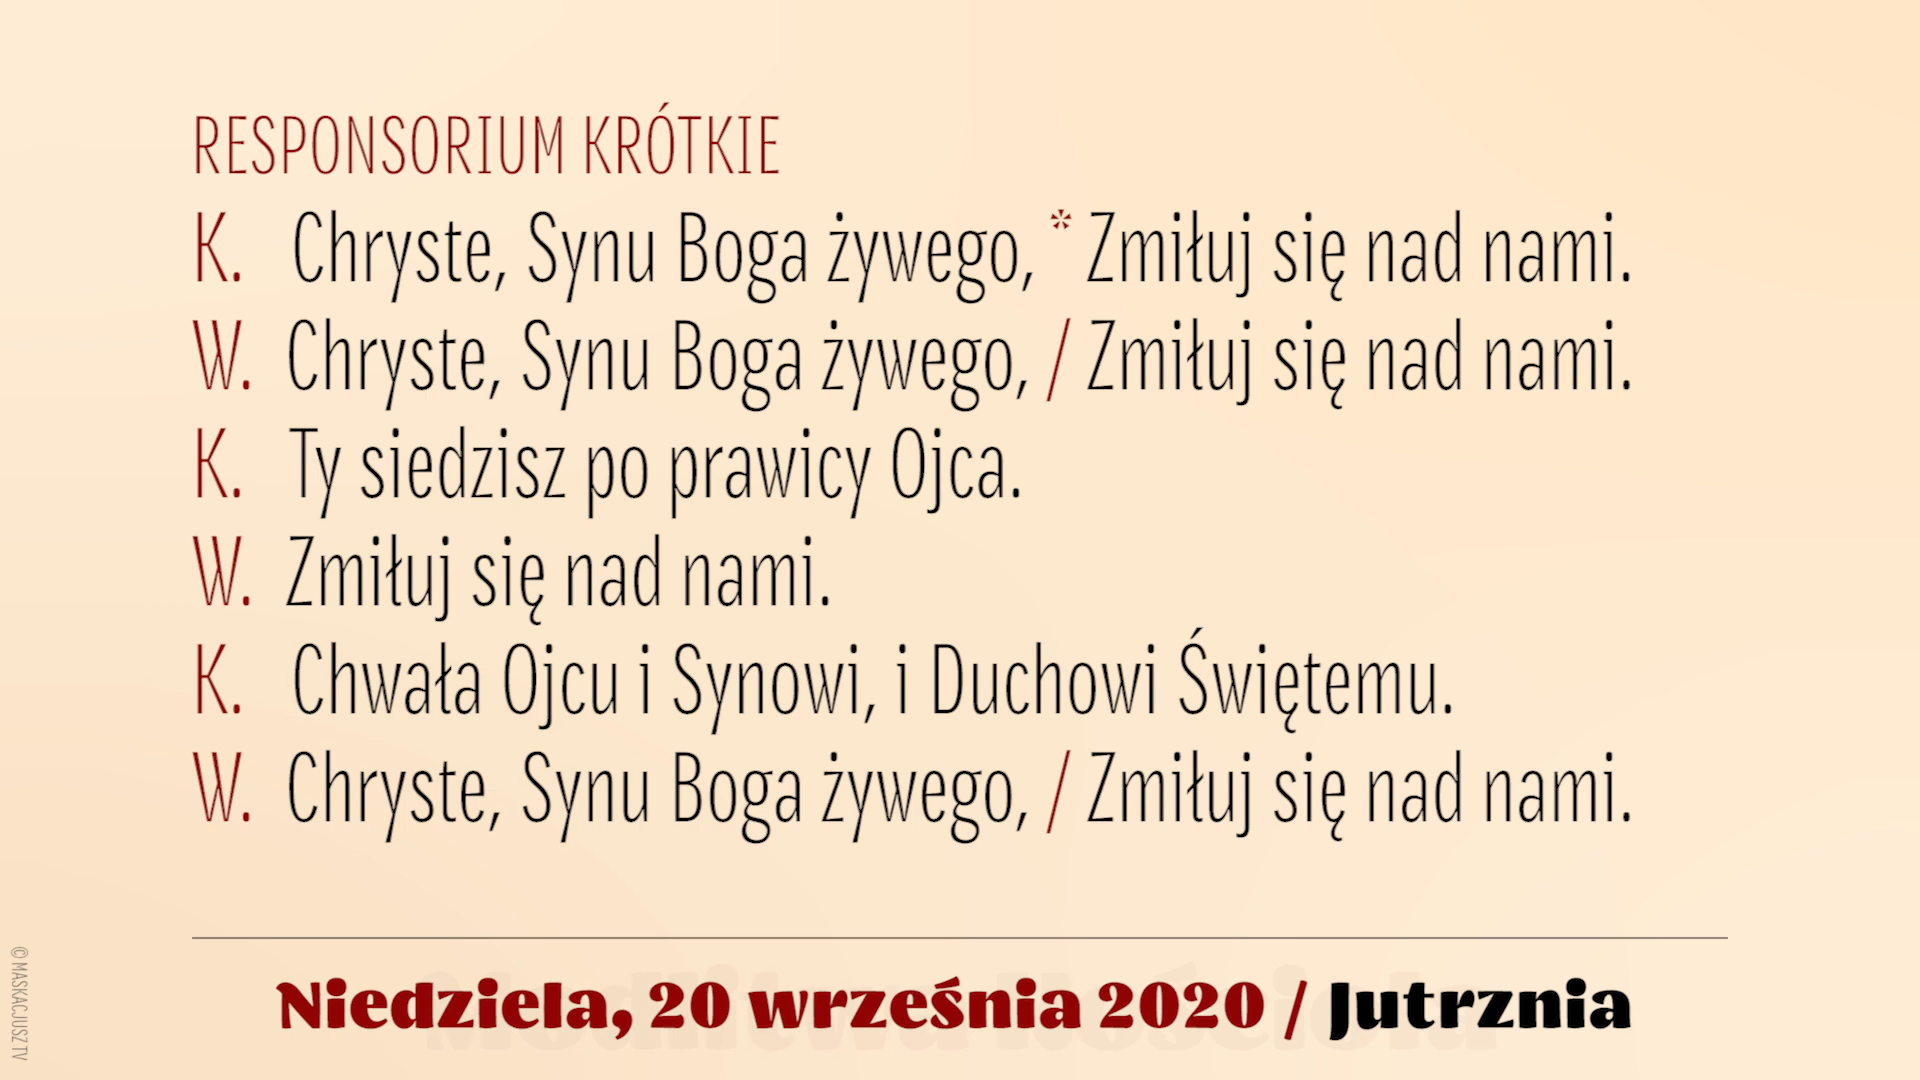 RESPONSORIUM KRÓTKIE
K. Chryste, Synu Boga żywego, * Zmiłuj się nad nami.
W. Chryste, Synu Boga żywego, / Zmiłuj się nad nami.
K. Ty siedzisz po prawicy Ojca.
W. Zmiłuj się nad nami.
K. Chwała Ojcu i Synowi, i Duchowi Świętemu.
W. Chryste, Synu Boga żywego, / Zmiłuj się nad nami.
Niedziela, 20 września 2020 / Jutrznia
© MASKACJUSZ TV